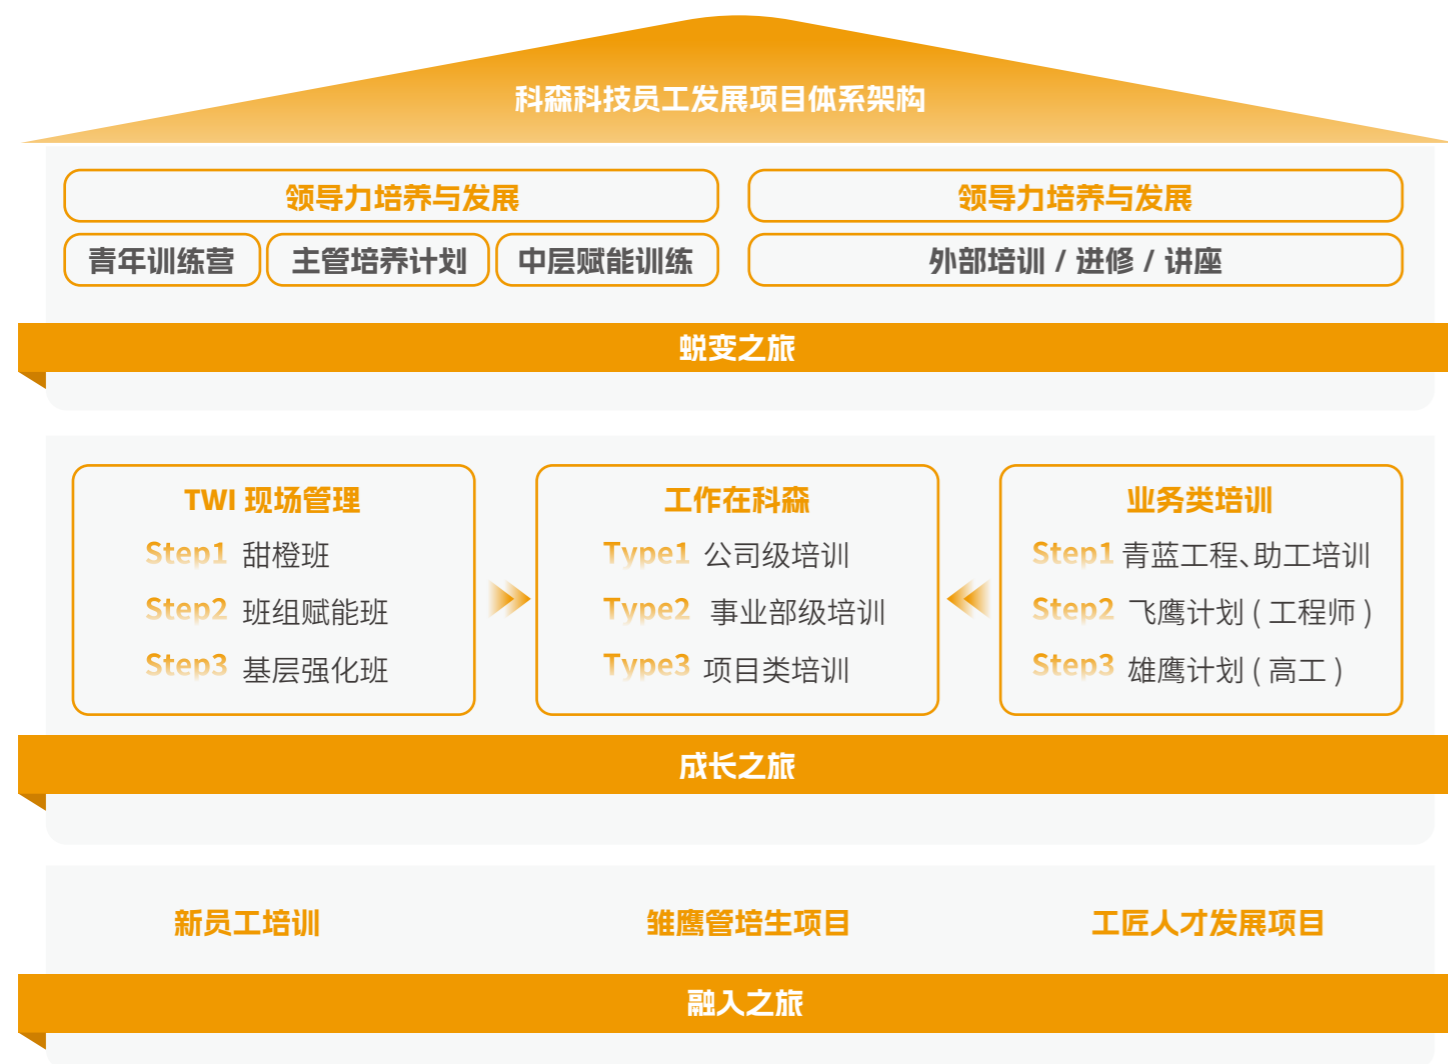 科森科技员工发展项目体系架构
领导力培养与发展
领导力培养与发展
青年训练营
主管培养计划
中层赋能训练
外部培训 / 进修 / 讲座
蜕变之旅
TWI 现场管理
Step1 甜橙班
Step2 班组赋能班
Step3 基层强化班
工作在科森
Type1 公司级培训
Type2 事业部级培训
Type3 项目类培训
业务类培训
Step1 青蓝工程、助工培训
Step2 飞鹰计划 ( 工程师 )
Step3 雄鹰计划 ( 高工 )
成长之旅
新员工培训
雏鹰管培生项目
工匠人才发展项目
融入之旅